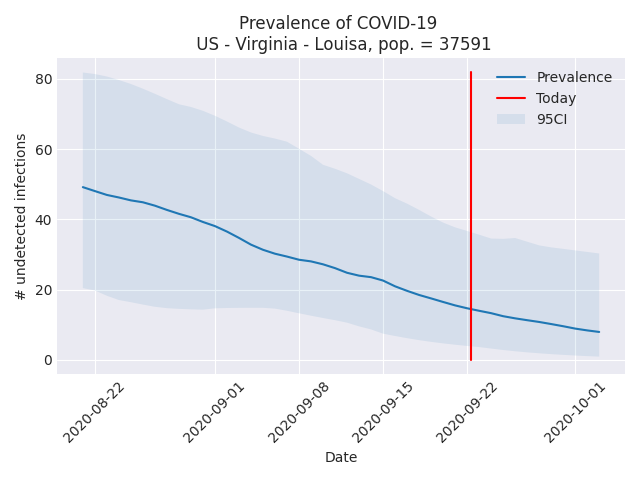 Prevalence of COVID-19
US - Virginia - Louisa, pop. = 37591
Prevalence
Today
95CI
# undetected infections
80
60
40
20
0
2020-08-22
2020-09-01
2020-09-08
2020-09-15
2020-09-22
2020-10-01
Date